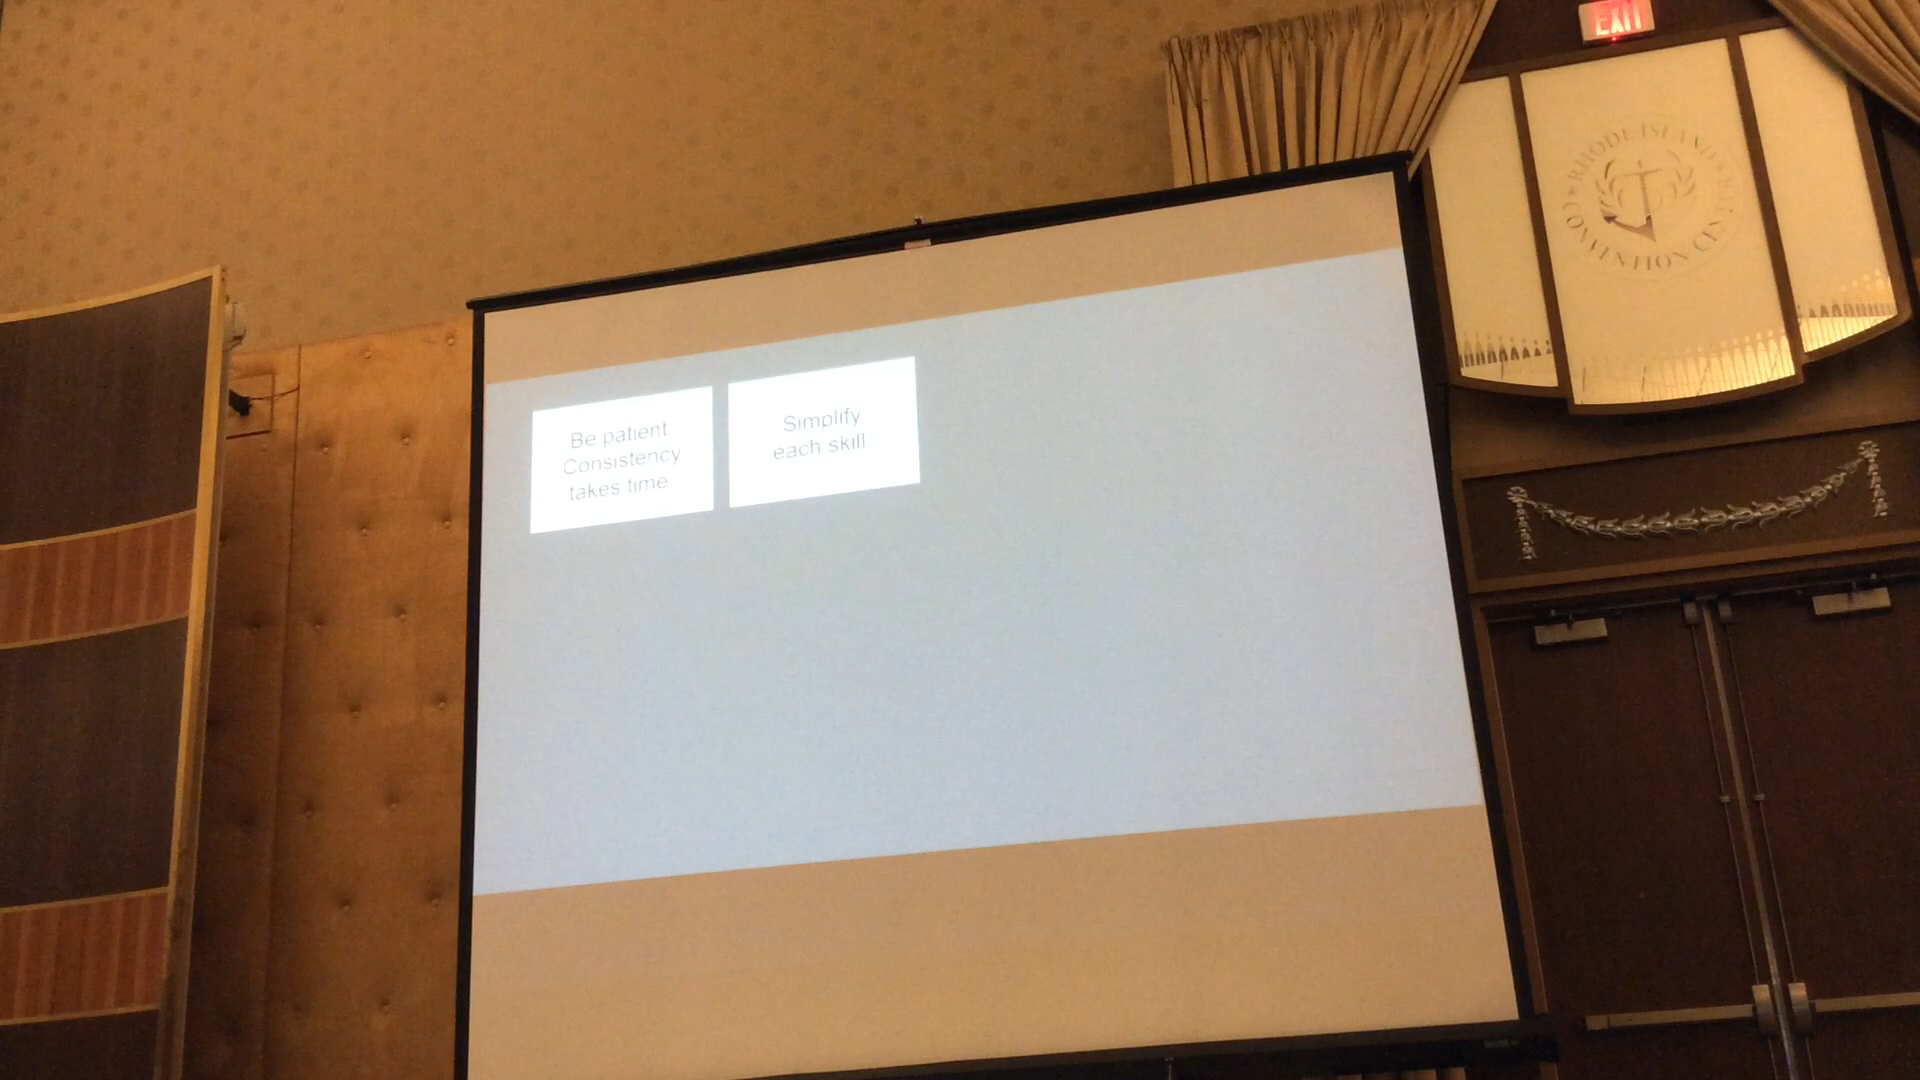 EXIT
RHODE ISLAND
CONVENTION CENTER
Be patient
Consistency
takes time
Simplify
each skill.